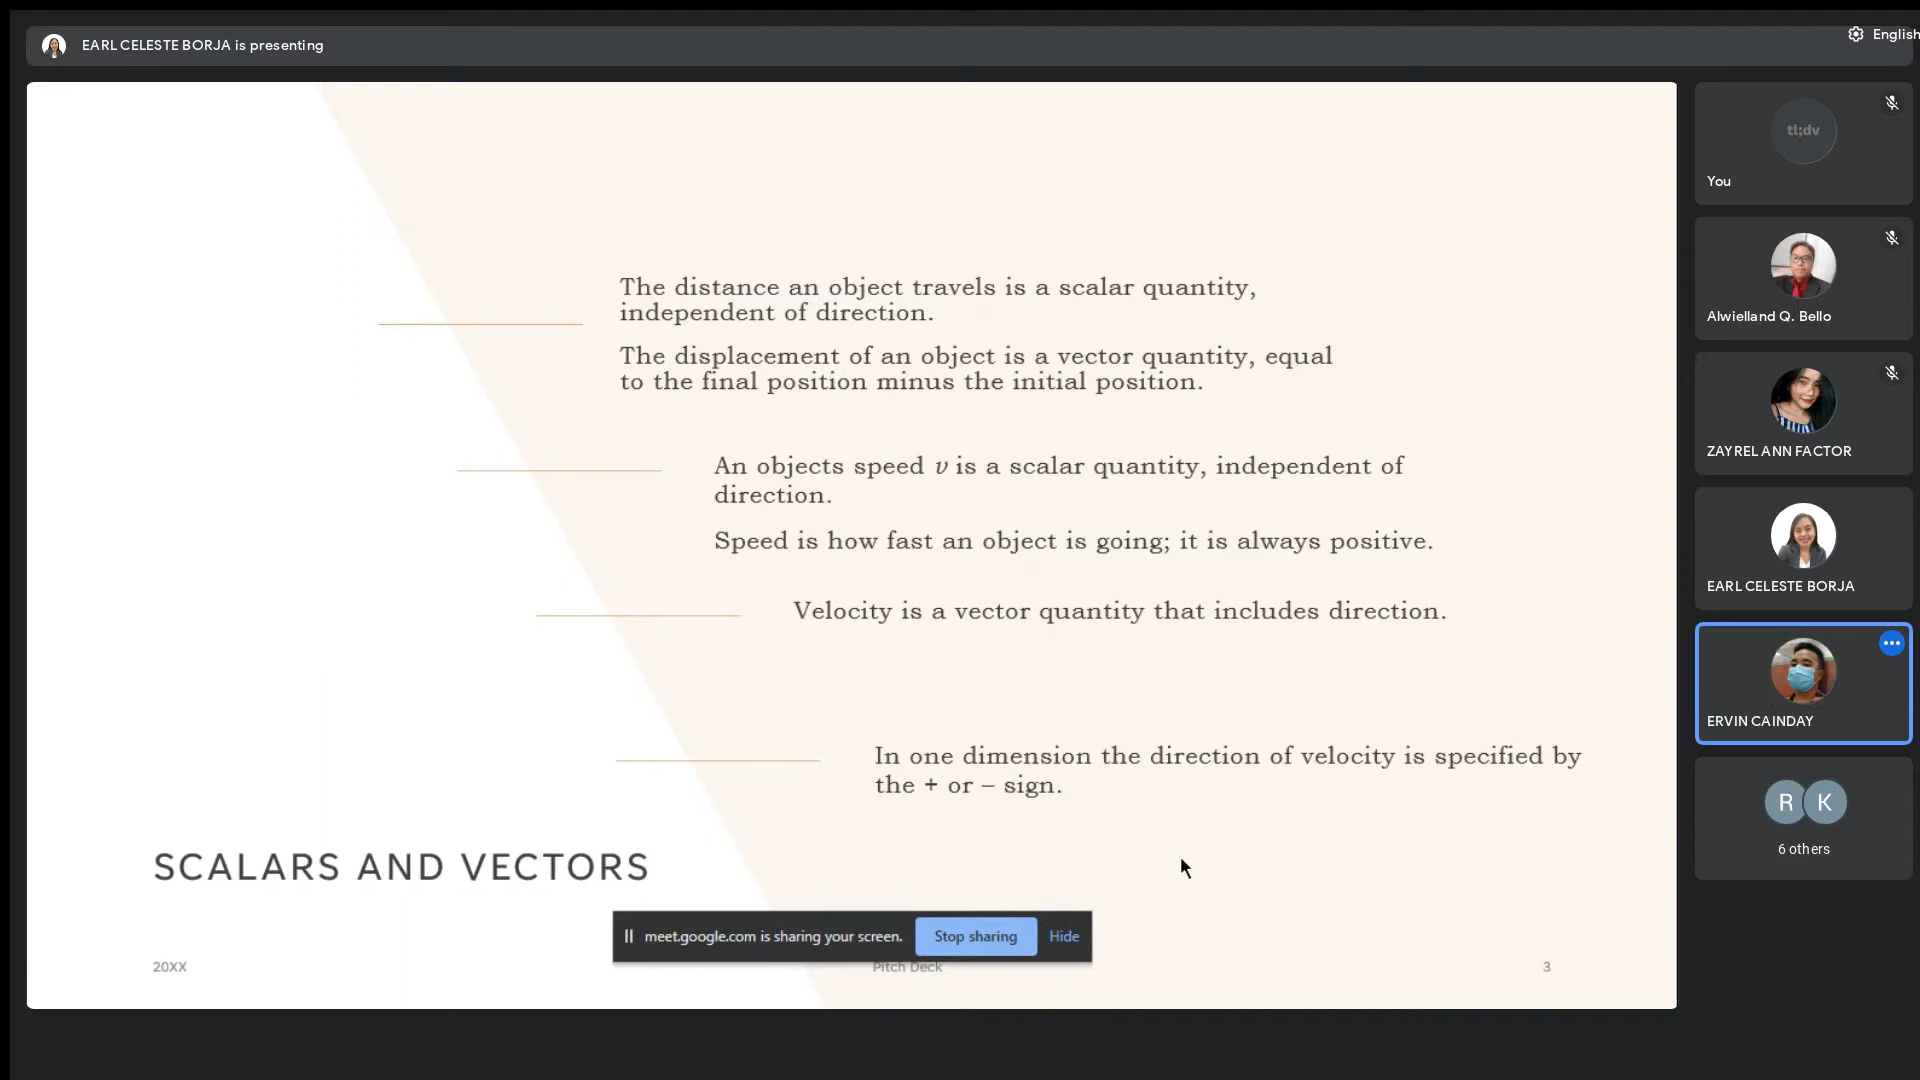 EARL CELESTE BORJA is presenting
English
The distance an object travels is a scalar quantity,
independent of direction.
The displacement of an object is a vector quantity, equal
to the final position minus the initial position.
An objects speed v is a scalar quantity, independent of
direction.
Speed is how fast an object is going; it is always positive.
Velocity is a vector quantity that includes direction.
In one dimension the direction of velocity is specified by
the + or – sign.
SCALARS AND VECTORS
meet.google.com is sharing your screen.
Stop sharing
Hide
20XX
Pitch Deck
3
tl;dv
You
Alwielland Q. Bello
ZAYREL ANN FACTOR
EARL CELESTE BORJA
ERVIN CAINDAY
R
K
6 others